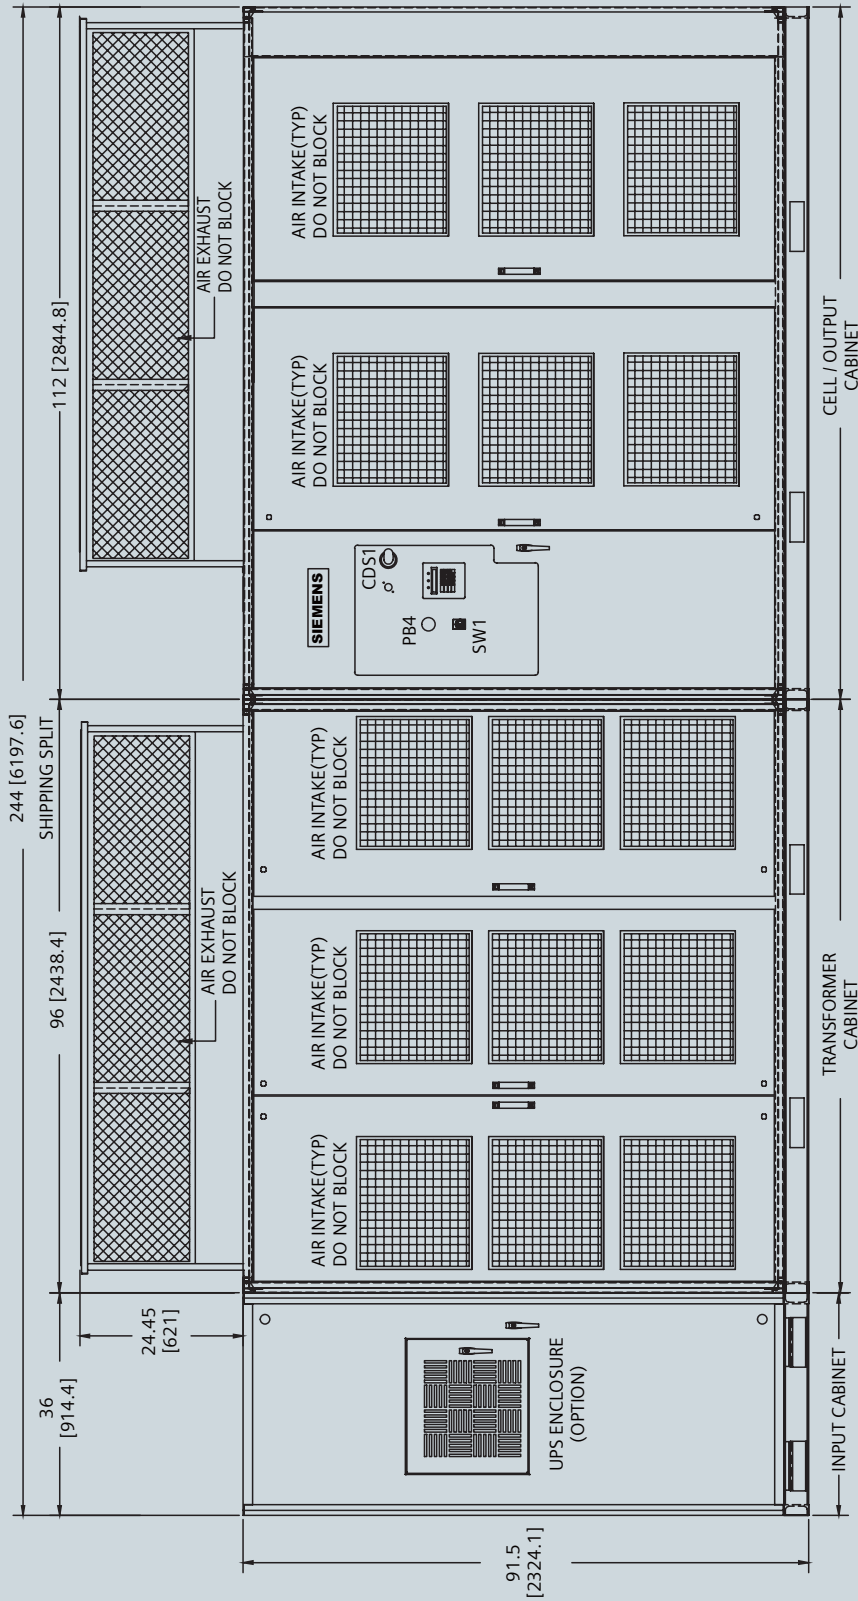 244 [6197.6]
36
[914.4]
96 [2438.4]
SHIPPING SPLIT
112 [2844.8]
24.45
[621]
AIR EXHAUST
DO NOT BLOCK
AIR EXHAUST
DO NOT BLOCK
91.5
[2324.1]
UPS ENCLOSURE
(OPTION)
AIR INTAKE(TYP)
DO NOT BLOCK
AIR INTAKE(TYP)
DO NOT BLOCK
AIR INTAKE(TYP)
DO NOT BLOCK
SIEMENS
CDS1
PB4
SW1
AIR INTAKE(TYP)
DO NOT BLOCK
AIR INTAKE(TYP)
DO NOT BLOCK
INPUT CABINET
TRANSFORMER
CABINET
CELL / OUTPUT
CABINET